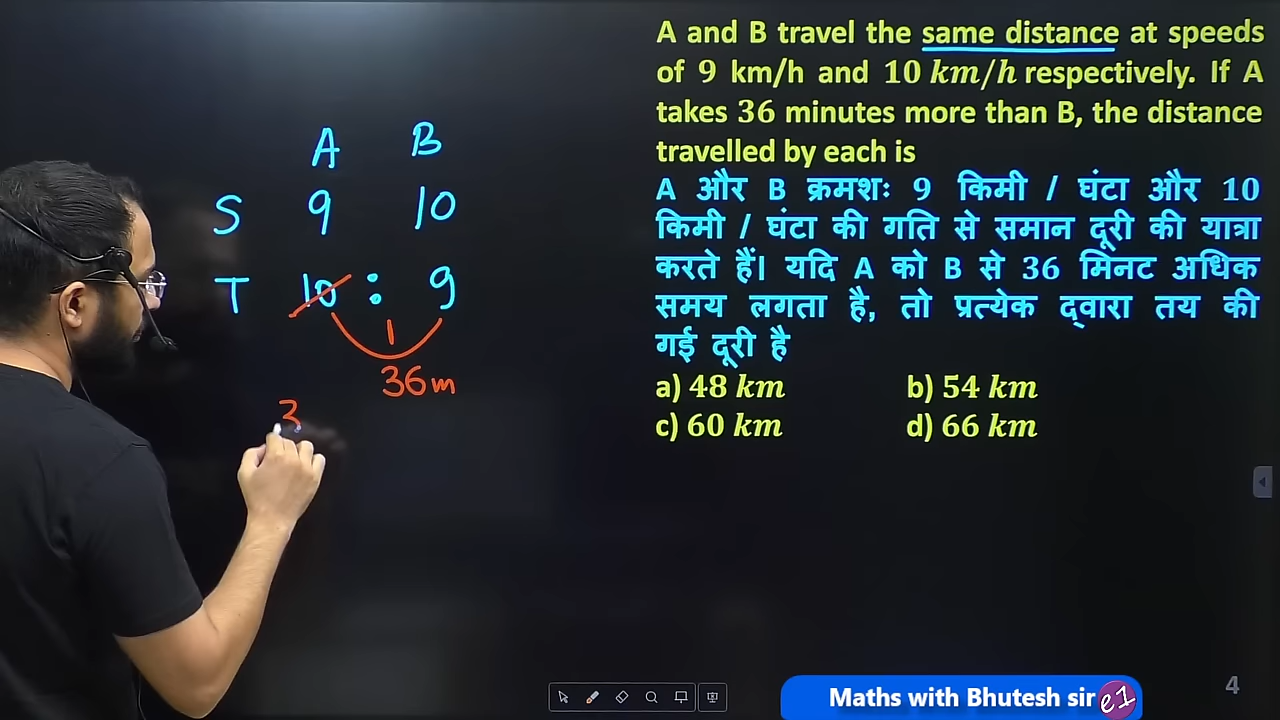 A and B travel the same distance at speeds
of 9 km/h and 10 km/h respectively. If A
takes 36 minutes more than B, the distance
travelled by each is
A और B क्रमशः 9 किमी / घंटा और 10
किमी / घंटा की गति से समान दूरी की यात्रा
करते हैं। यदि A को B से 36 मिनट अधिक
समय लगता है, तो प्रत्येक द्वारा तय की
गई दूरी है
a) 48 km b) 54 km
c) 60 km d) 66 km
A B
S 9 10
T 10 : 9
1
36m
3
Maths with Bhutesh sir e1
4